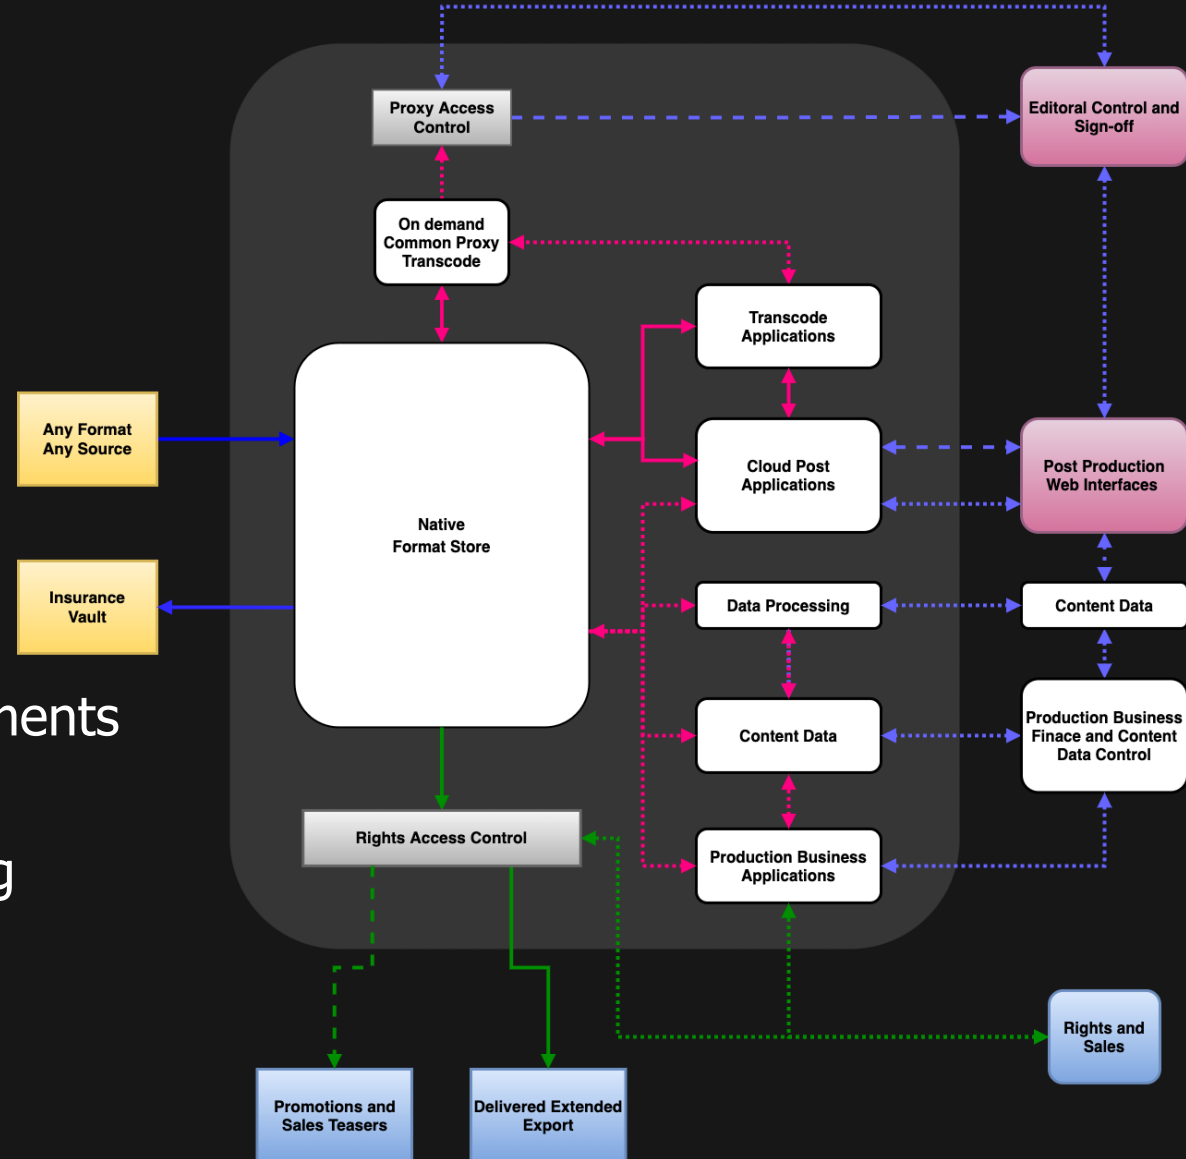 Proxy Access
Control
Editoral Control and
Sign-off
On demand
Common Proxy
Transcode
Transcode
Applications
Any Format
Any Source
Cloud Post
Applications
Post Production
Web Interfaces
Native
Format Store
Insurance
Vault
Data Processing
Content Data
ments
Content Data
Production Business
Finace and Content
Data Control
Rights Access Control
Production Business
Applications
g
Rights and
Sales
Promotions and
Sales Teasers
Delivered Extended
Export